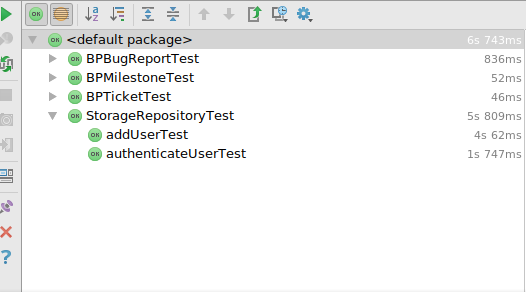 <default package> 6s 743ms
BPBugReportTest 836ms
BPMilestoneTest 52ms
BPTicketTest 46ms
StorageRepositoryTest 5s 809ms
addUserTest 4s 62ms
authenticateUserTest 1s 747ms